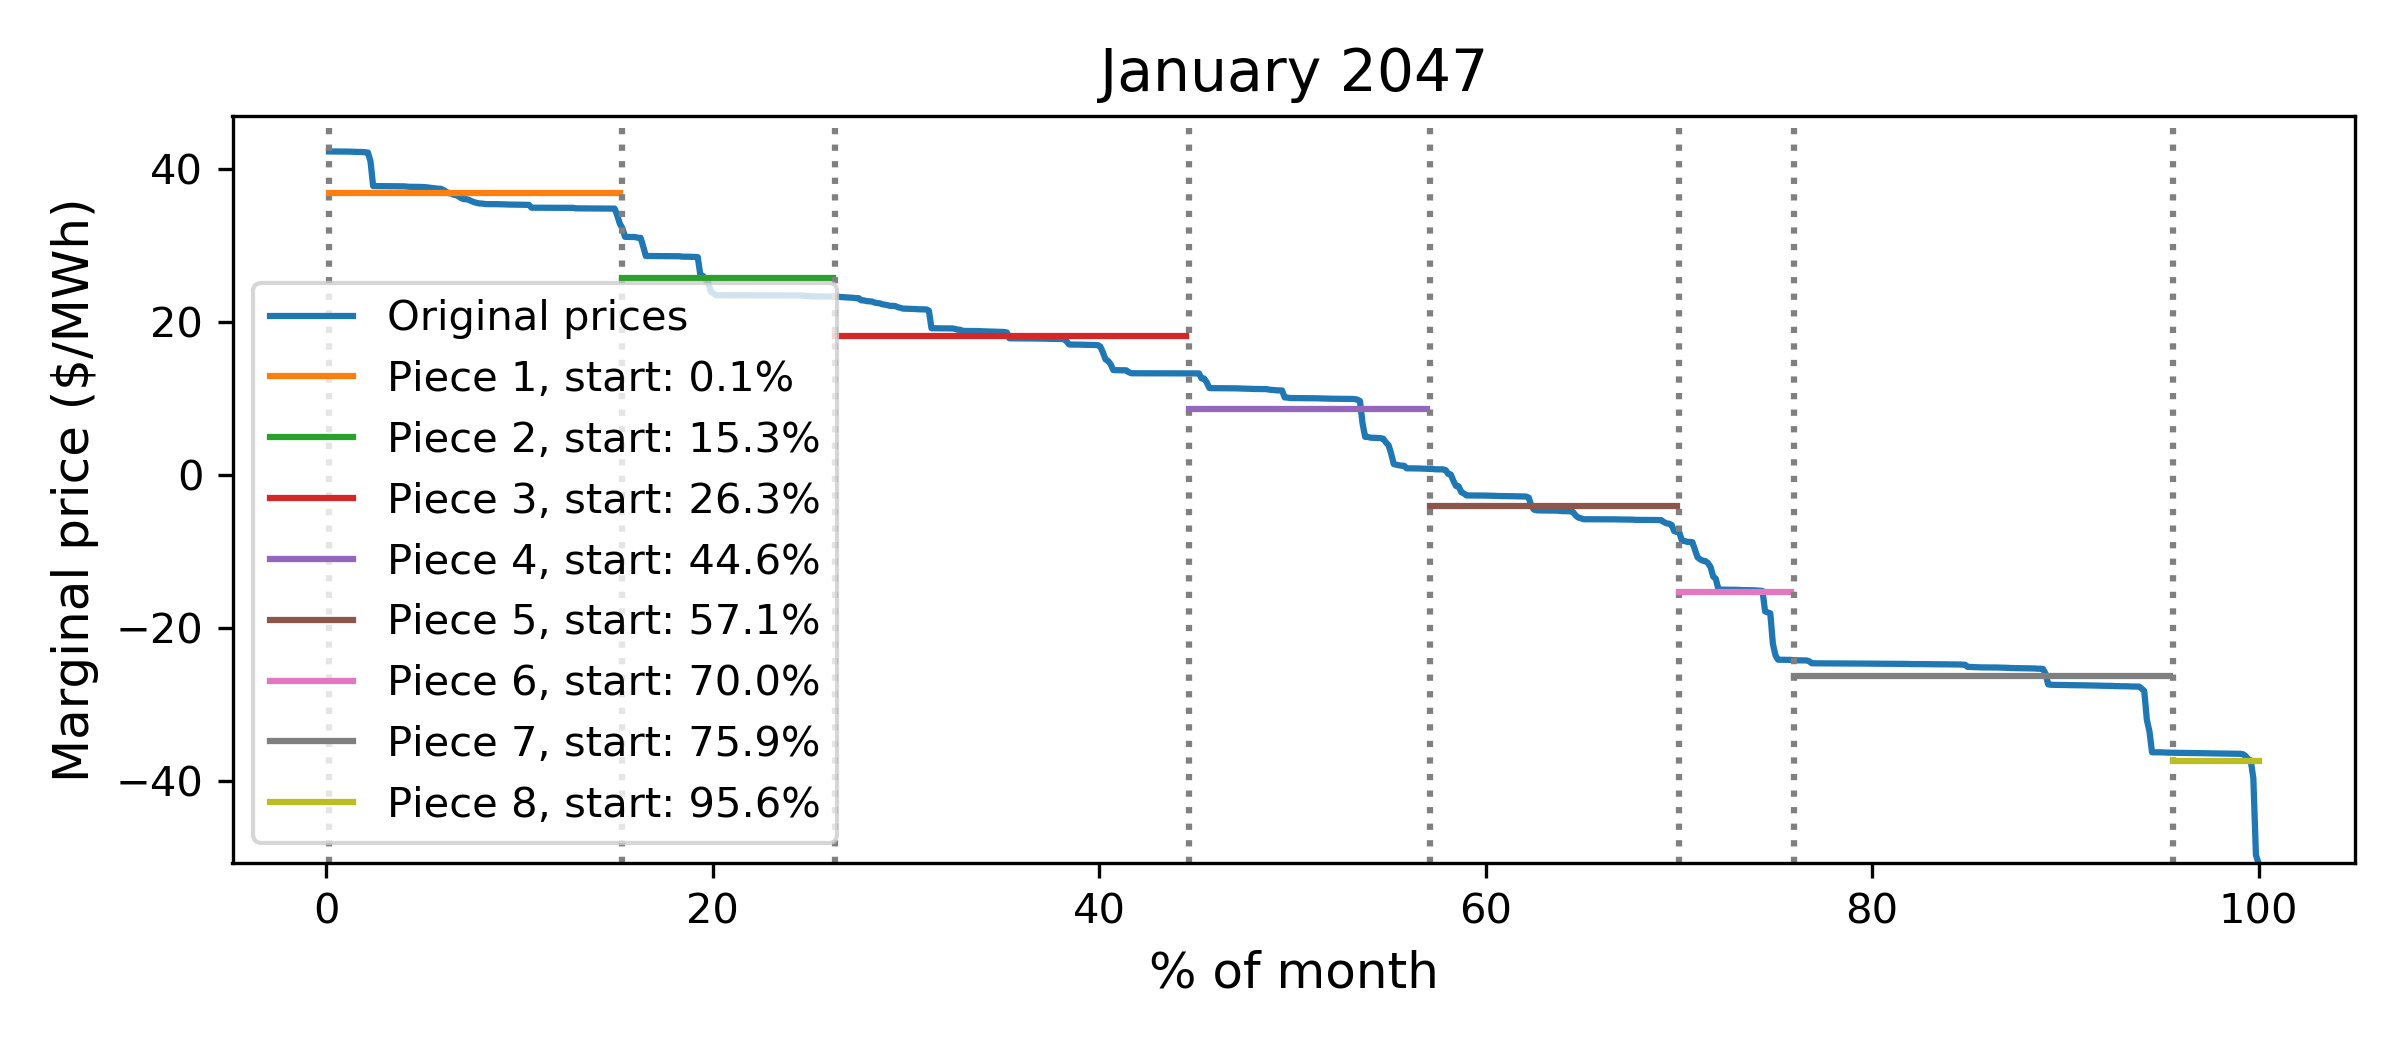 January 2047
Marginal price ($/MWh)
40
20
0
−20
−40
Original prices
Piece 1, start: 0.1%
Piece 2, start: 15.3%
Piece 3, start: 26.3%
Piece 4, start: 44.6%
Piece 5, start: 57.1%
Piece 6, start: 70.0%
Piece 7, start: 75.9%
Piece 8, start: 95.6%
0 20 40 60 80 100
% of month